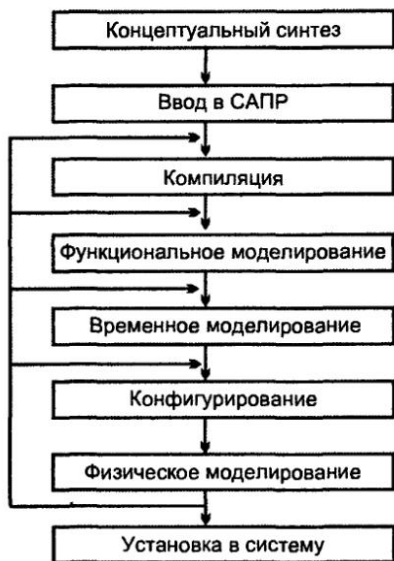 Концептуальный синтез
Ввод в САПР
Компиляция
Функциональное моделирование
Временное моделирование
Конфигурирование
Физическое моделирование
Установка в систему